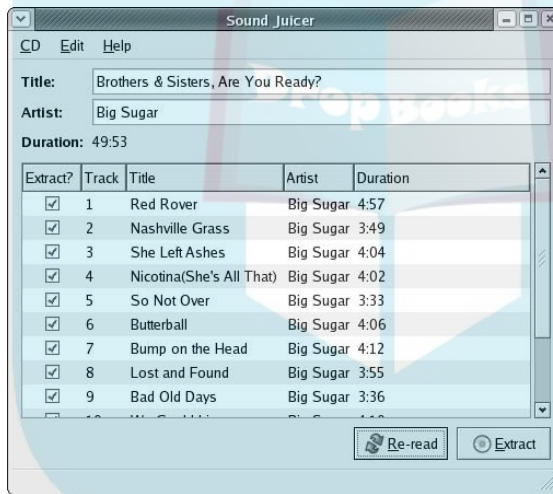 Sound Juicer
CD Edit Help
Title: Brothers & Sisters, Are You Ready?
Artist: Big Sugar
Duration: 49:53
Extract? Track Title Artist Duration
1 Red Rover Big Sugar 4:57
2 Nashville Grass Big Sugar 3:49
3 She Left Ashes Big Sugar 4:04
4 Nicotina(She's All That) Big Sugar 4:02
5 So Not Over Big Sugar 3:33
6 Butterball Big Sugar 4:06
7 Bump on the Head Big Sugar 4:12
8 Lost and Found Big Sugar 3:55
9 Bad Old Days Big Sugar 3:36
Re-read Extract
Drop Books